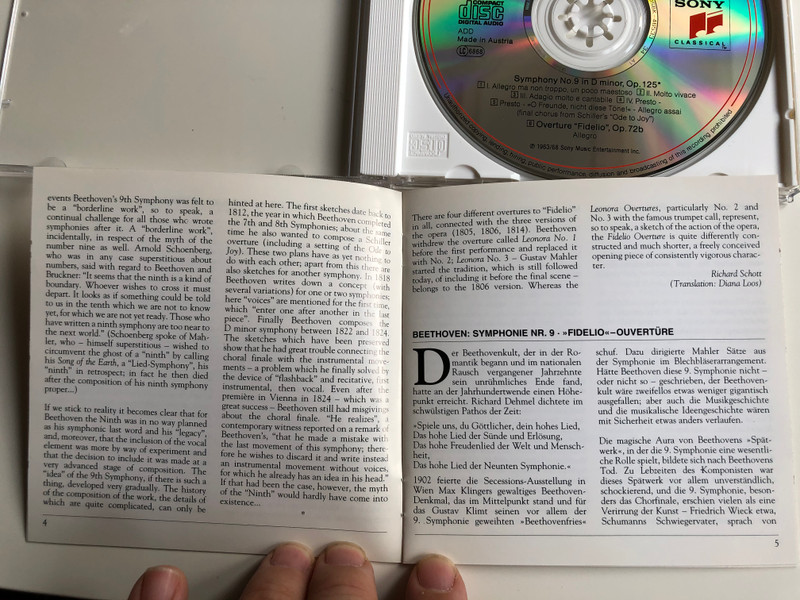 COMPACT
disc
DIGITAL AUDIO
ADD
Made in Austria
LC 6868
SONY
CLASSICAL
Symphony No.9 in D minor, Op.125*
1 I. Allegro ma non troppo, un poco maestoso 2 II. Molto vivace
3 III. Adagio molto e cantabile 4 IV. Presto -
5 Presto - »O Freunde, nicht diese Töne!« - Allegro assai
(final chorus from Schiller's "Ode to Joy")
6 Overture "Fidelio", Op.72b
Allegro
Unauthorized copying, public performance, diffusion and broadcasting of this recording prohibited
events Beethoven's 9th Symphony was felt to
be a "borderline work", so to speak, a
continual challenge for all those who wrote
symphonies after it. A "borderline work",
incidentally, in respect of the myth of the
number nine as well. Arnold Schoenberg,
who was in any case superstitious about
numbers, said with regard to Beethoven and
Bruckner: "It seems that the ninth is a kind of
boundary. Whoever wishes to cross it must
depart. It looks as if something could be told
to us in the tenth which we are not to know
yet, for which we are not yet ready. Those who
have written a ninth symphony are too near to
the next world." (Schoenberg spoke of Mah-
ler, who – himself superstitious – wished to
circumvent the ghost of a "ninth" by calling
his Song of the Earth, a "Lied-Symphony", his
"ninth" in retrospect; in fact he then died
after the composition of his ninth symphony
proper...)
If we stick to reality it becomes clear that for
Beethoven the Ninth was in no way planned
as his symphonic last word and his "legacy",
and, moreover, that the inclusion of the vocal
element was more by way of experiment and
that the decision to include it was made at a
very advanced stage of composition. The
"idea" of the 9th Symphony, if there is such a
thing, developed very gradually. The history
of the composition of the work, the details of
which are quite complicated, can only be
4
hinted at here. The first sketches date back to
1812, the year in which Beethoven completed
the 7th and 8th Symphonies; about the same
time he also wanted to compose a Schiller
overture (including a setting of the Ode to
Joy). These two plans have as yet nothing to
do with each other; apart from this there are
also sketches for another symphony. In 1818
Beethoven writes down a concept (with
several variations) for one or two symphonies;
here "voices" are mentioned for the first time,
which "enter one after another in the last
piece". Finally Beethoven composes the
D minor symphony between 1822 and 1824.
The sketches which have been preserved
show that he had great trouble connecting the
choral finale with the instrumental move-
ments – a problem which he finally solved by
the device of "flashback" and recitative, first
instrumental, then vocal. Even after the
première in Vienna in 1824 – which was a
great success – Beethoven still had misgivings
about the choral finale. "He realizes", a
contemporary witness reported on a remark of
Beethoven's, "that he made a mistake with
the last movement of this symphony; there-
fore he wishes to discard it and write instead
an instrumental movement without voices,
for which he already has an idea in his head."
If that had been the case, however, the myth
of the "Ninth" would hardly have come into
existence...
There are four different overtures to "Fidelio"
in all, connected with the three versions of
the opera (1805, 1806, 1814). Beethoven
withdrew the overture called Leonora No. 1
before the first performance and replaced it
with No. 2; Leonora No. 3 – Gustav Mahler
started the tradition, which is still followed
today, of including it before the final scene –
belongs to the 1806 version. Whereas the
Leonora Overtures, particularly No. 2 and
No. 3 with the famous trumpet call, represent,
so to speak, a sketch of the action of the opera,
the Fidelio Overture is quite differently con-
structed and much shorter, a freely conceived
opening piece of consistently vigorous charac-
ter.
Richard Schott
(Translation: Diana Loos)
BEETHOVEN: SYMPHONIE NR. 9 · »FIDELIO«–OUVERTÜRE
Der Beethovenkult, der in der Ro-
mantik begann und im nationalen
Rausch vergangener Jahrzehnte
sein unrühmliches Ende fand,
hatte an der Jahrhundertwende einen Höhe-
punkt erreicht. Richard Dehmel dichtete im
schwülstigen Pathos der Zeit:
»Spiele uns, du Göttlicher, dein hohes Lied,
Das hohe Lied der Sünde und Erlösung,
Das hohe Freudenlied der Welt und Mensch-
heit,
Das hohe Lied der Neunten Symphonie.«
1902 feierte die Secessions-Ausstellung in
Wien Max Klingers gewaltiges Beethoven-
Denkmal, das im Mittelpunkt stand und für
das Gustav Klimt seinen vor allem der
9. Symphonie geweihten »Beethovenfries«
schuf. Dazu dirigierte Mahler Sätze aus
der Symphonie im Blechbläserarrangement.
Hätte Beethoven diese 9. Symphonie nicht –
oder nicht so – geschrieben, der Beethoven-
kult wäre zweifellos etwas weniger gigantisch
ausgefallen; aber auch die Musikgeschichte
und die musikalische Ideengeschichte wären
mit Sicherheit etwas anders verlaufen.
Die magische Aura von Beethovens »Spät-
werk«, in der die 9. Symphonie eine wesentli-
che Rolle spielt, bildete sich nach Beethovens
Tod. Zu Lebzeiten des Komponisten war
dieses Spätwerk vor allem unverständlich,
schockierend, und die 9. Symphonie, beson-
ders das Chorfinale, erschien vielen als eine
Verirrung der Kunst – Friedrich Wieck etwa,
Schumanns Schwiegervater, sprach von
5
℗ 1963/68 Sony Music Entertainment Inc.